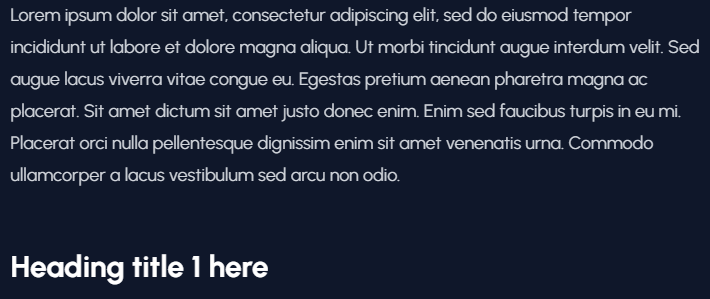 Lorem ipsum dolor sit amet, consectetur adipiscing elit, sed do eiusmod tempor
incididunt ut labore et dolore magna aliqua. Ut morbi tincidunt augue interdum velit. Sed
augue lacus viverra vitae congue eu. Egestas pretium aenean pharetra magna ac
placerat. Sit amet dictum sit amet justo donec enim. Enim sed faucibus turpis in eu mi.
Placerat orci nulla pellentesque dignissim enim sit amet venenatis urna. Commodo
ullamcorper a lacus vestibulum sed arcu non odio.
Heading title 1 here